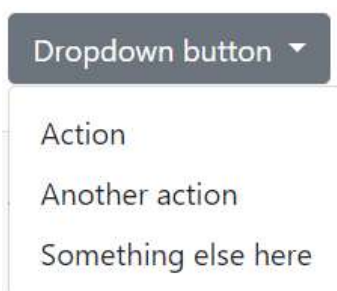 Dropdown button
Action
Another action
Something else here